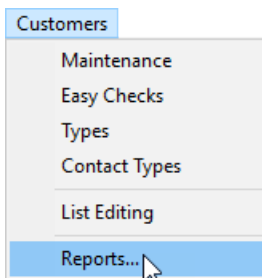 Customers
Maintenance
Easy Checks
Types
Contact Types
List Editing
Reports...